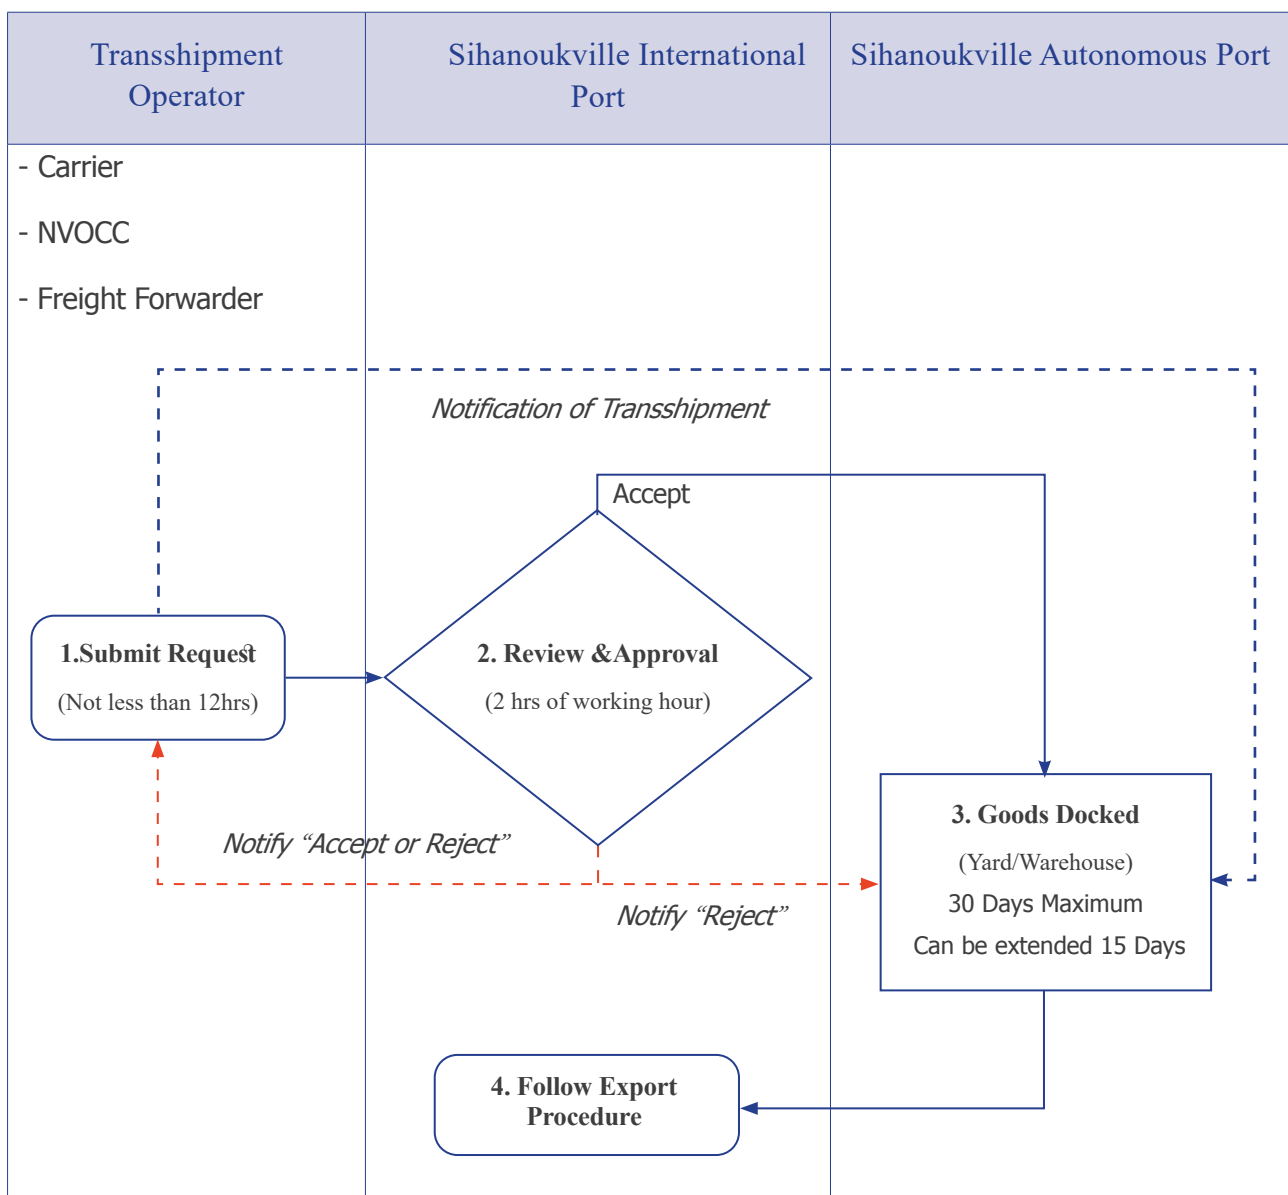 Transshipment
Operator
Sihanoukville International
Port
Sihanoukville Autonomous Port
- Carrier
- NVOCC
- Freight Forwarder
Notification of Transshipment
Accept
1.Submit Request
(Not less than 12hrs)
2. Review &Approval
(2 hrs of working hour)
3. Goods Docked
(Yard/Warehouse)
30 Days Maximum
Can be extended 15 Days
Notify “Accept or Reject”
Notify “Reject”
4. Follow Export
Procedure